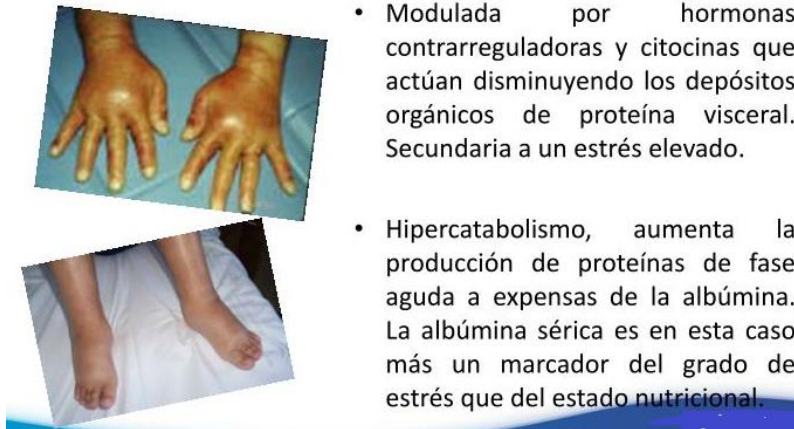 • Modulada por hormonas
contrarreguladoras y citocinas que
actúan disminuyendo los depósitos
orgánicos de proteína visceral.
Secundaria a un estrés elevado.
• Hipercatabolismo, aumenta la
producción de proteínas de fase
aguda a expensas de la albúmina.
La albúmina sérica es en esta caso
más un marcador del grado de
estrés que del estado nutricional.